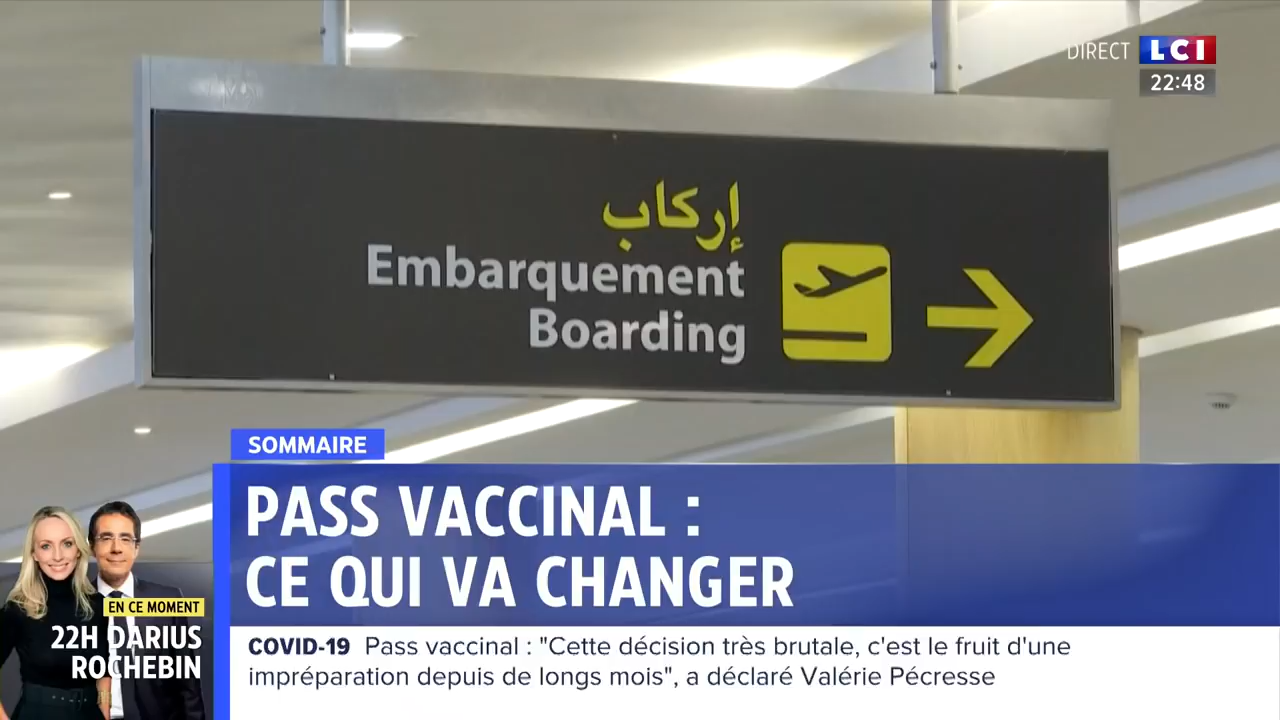 DIRECT LCI
22:48
إركاب
Embarquement
Boarding
SOMMAIRE
PASS VACCINAL :
CE QUI VA CHANGER
EN CE MOMENT
22H DARIUS
ROCHEBIN
COVID-19 Pass vaccinal : "Cette décision très brutale, c'est le fruit d'une
impréparation depuis de longs mois", a déclaré Valérie Pécresse